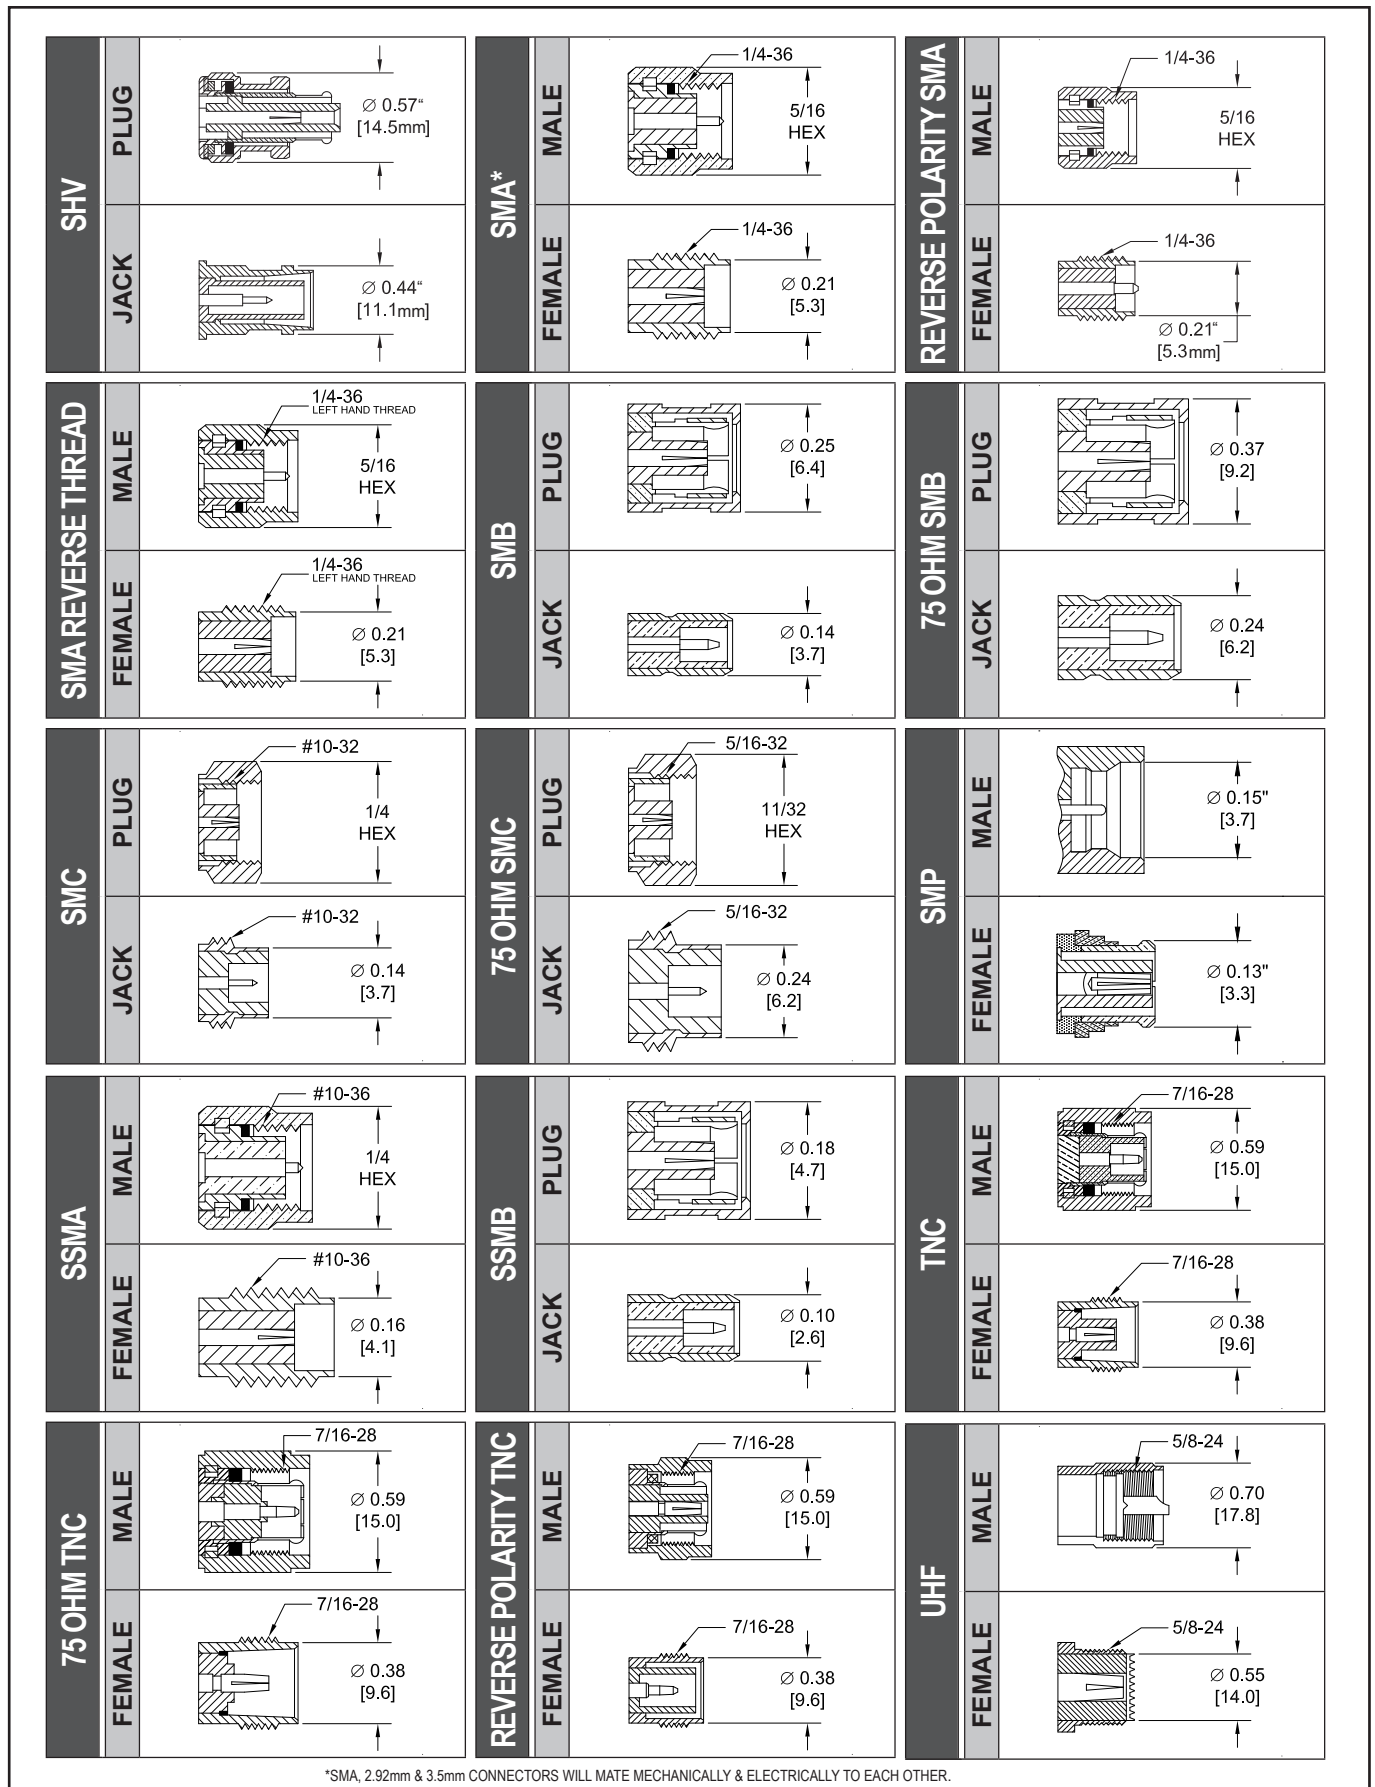 SHV
PLUG
Ø 0.57“
[14.5mm]
JACK
Ø 0.44“
[11.1mm]
SMA*
MALE
1/4-36
5/16
HEX
FEMALE
1/4-36
Ø 0.21
[5.3]
REVERSE POLARITY SMA
MALE
1/4-36
5/16
HEX
FEMALE
1/4-36
Ø 0.21“
[5.3mm]
SMA REVERSE THREAD
MALE
1/4-36
LEFT HAND THREAD
5/16
HEX
FEMALE
1/4-36
LEFT HAND THREAD
Ø 0.21
[5.3]
SMB
PLUG
Ø 0.25
[6.4]
JACK
Ø 0.14
[3.7]
75 OHM SMB
PLUG
Ø 0.37
[9.2]
JACK
Ø 0.24
[6.2]
SMC
PLUG
#10-32
1/4
HEX
JACK
#10-32
Ø 0.14
[3.7]
75 OHM SMC
PLUG
5/16-32
11/32
HEX
JACK
5/16-32
Ø 0.24
[6.2]
SMP
MALE
Ø 0.15"
[3.7]
FEMALE
Ø 0.13"
[3.3]
SSMA
MALE
#10-36
1/4
HEX
FEMALE
#10-36
Ø 0.16
[4.1]
SSMB
PLUG
Ø 0.18
[4.7]
JACK
Ø 0.10
[2.6]
TNC
MALE
7/16-28
Ø 0.59
[15.0]
FEMALE
7/16-28
Ø 0.38
[9.6]
75 OHM TNC
MALE
7/16-28
Ø 0.59
[15.0]
FEMALE
7/16-28
Ø 0.38
[9.6]
REVERSE POLARITY TNC
MALE
7/16-28
Ø 0.59
[15.0]
FEMALE
7/16-28
Ø 0.38
[9.6]
UHF
MALE
5/8-24
Ø 0.70
[17.8]
FEMALE
5/8-24
Ø 0.55
[14.0]
*SMA, 2.92mm & 3.5mm CONNECTORS WILL MATE MECHANICALLY & ELECTRICALLY TO EACH OTHER.